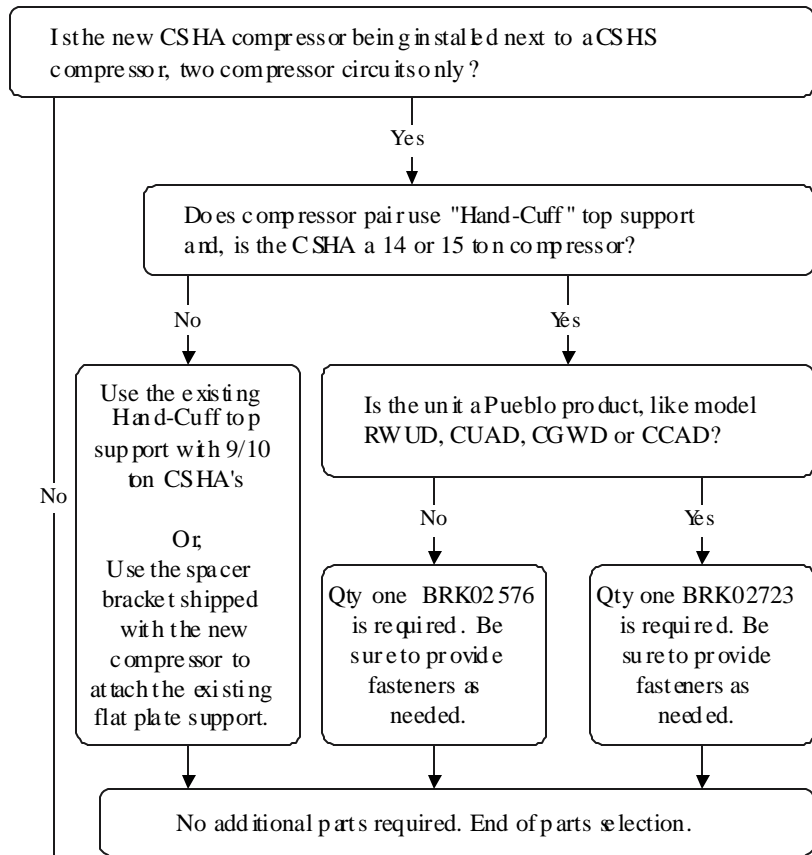 Is the new CSHA compressor being installed next to a CSHS
compressor, two compressor circuits only?
Yes
Does compressor pair use "Hand-Cuff" top support
and, is the CSHA a 14 or 15 ton compressor?
No
Yes
Use the existing
Hand-Cuff top
support with 9/10
ton CSHA's
Or,
Use the spacer
bracket shipped
with the new
compressor to
attach the existing
flat plate support.
Is the unit a Pueblo product, like model
RWUD, CUAD, CGWD or CCAD?
No
No
Yes
Qty one BRK02576
is required. Be
sure to provide
fasteners as
needed.
Qty one BRK02723
is required. Be
sure to provide
fasteners as
needed.
No additional parts required. End of parts selection.